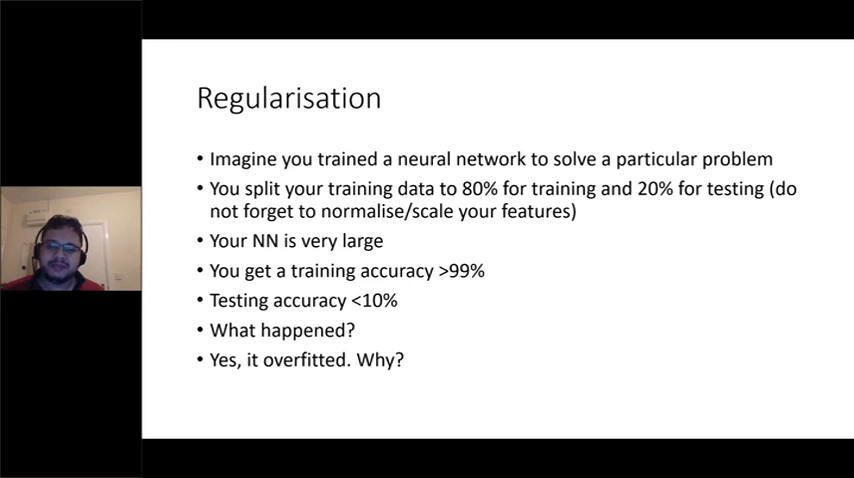 Regularisation
• Imagine you trained a neural network to solve a particular problem
• You split your training data to 80% for training and 20% for testing (do
not forget to normalise/scale your features)
• Your NN is very large
• You get a training accuracy >99%
• Testing accuracy <10%
• What happened?
• Yes, it overfitted. Why?